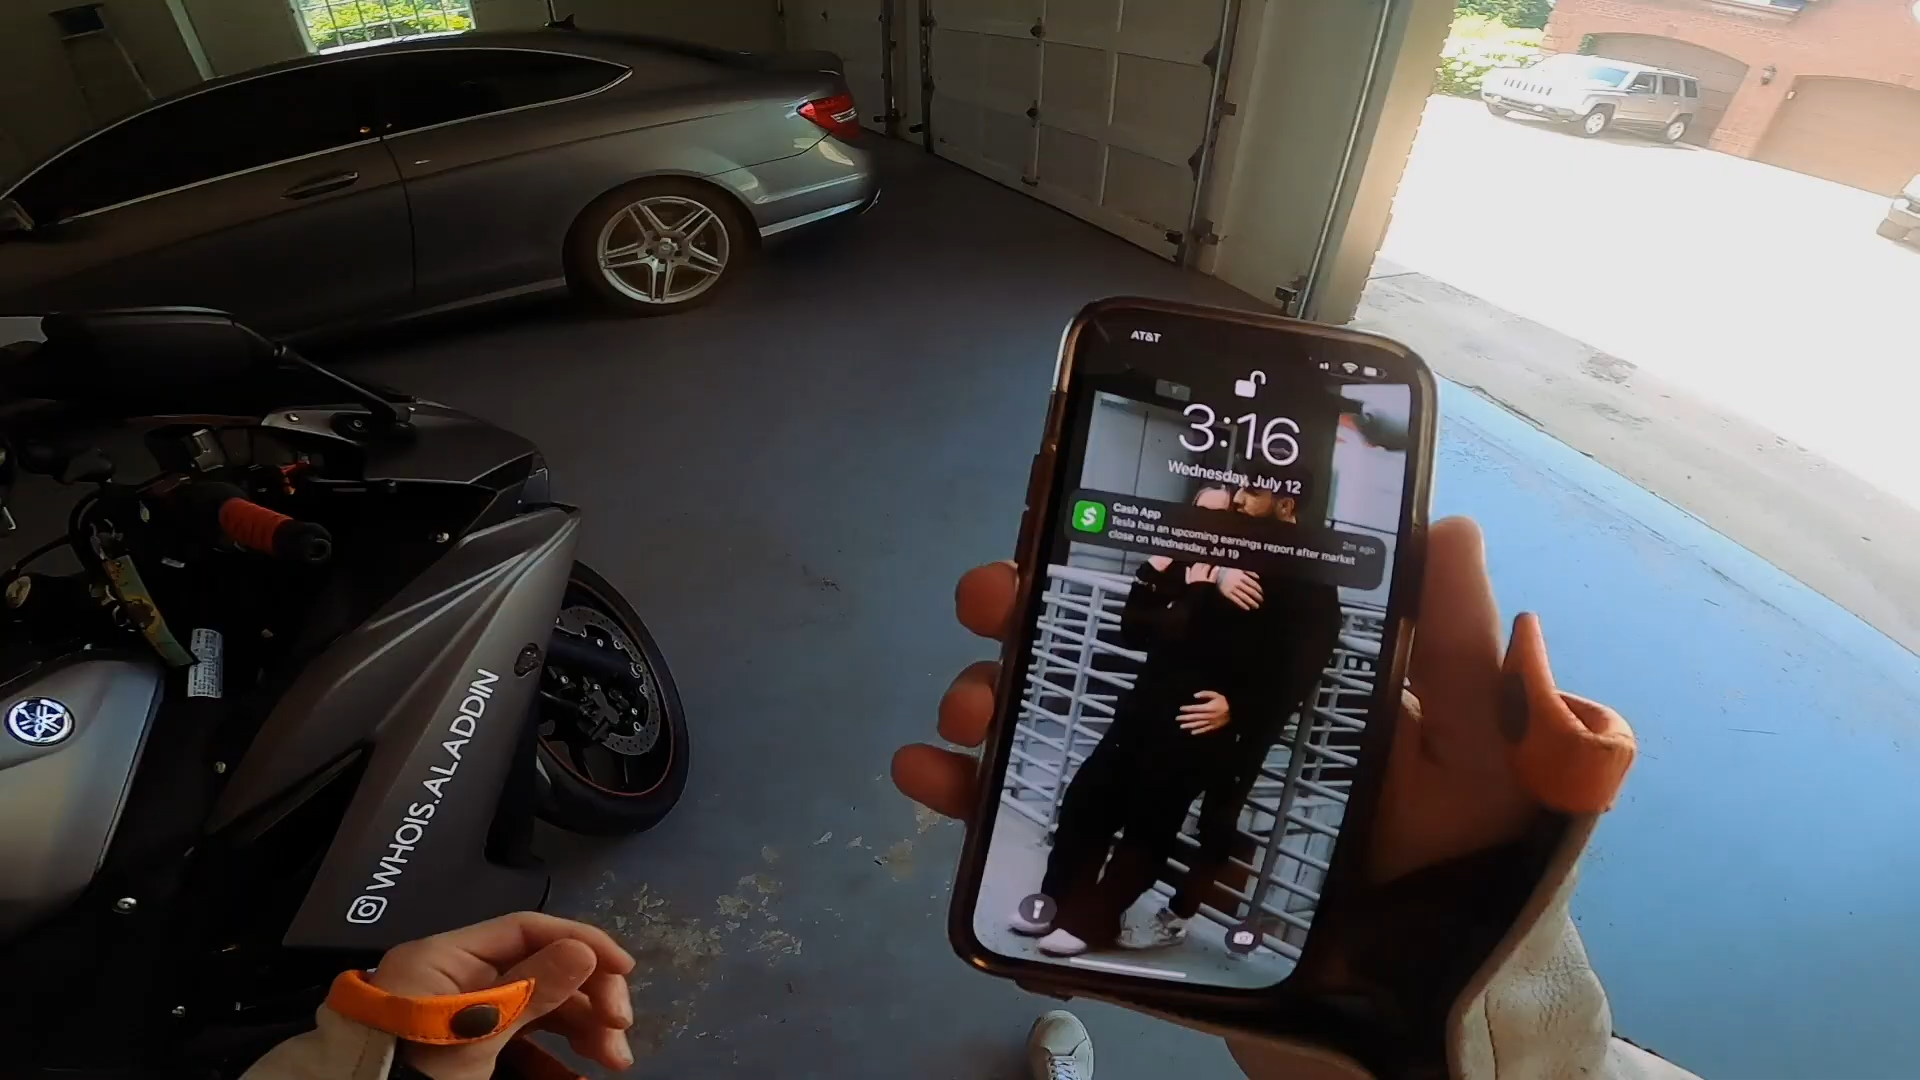 AT&T
3:16
Wednesday, July 12
Cash App
2m ago
Tesla has an upcoming earnings report after market
close on Wednesday, Jul 19
WHOIS.ALADDIN